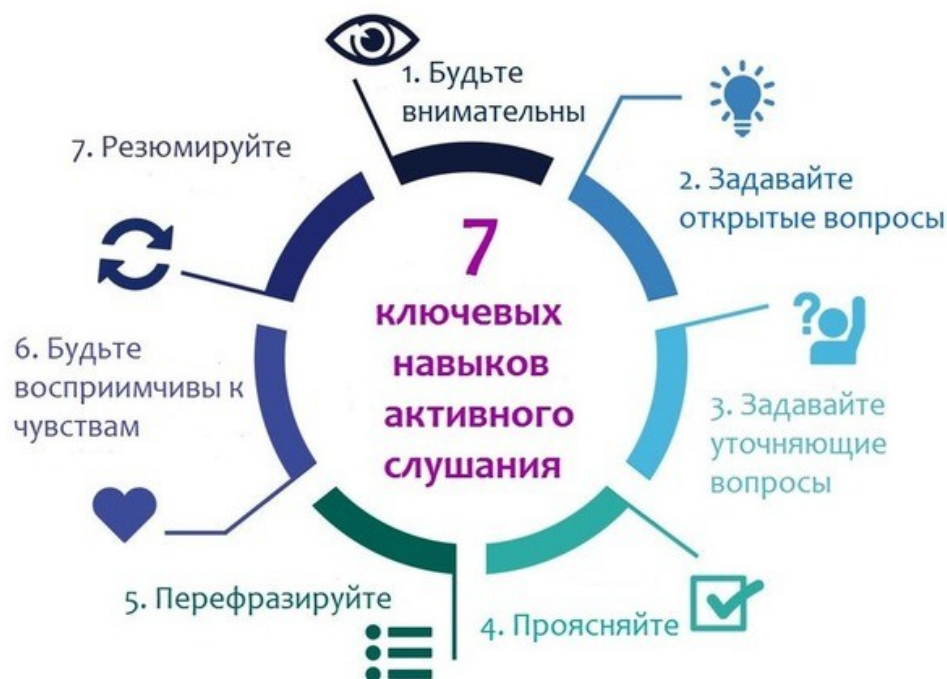 7
ключевых
навыков
активного
слушания
1. Будьте
внимательны
2. Задавайте
открытые вопросы
3. Задавайте
уточняющие
вопросы
4. Проясняйте
5. Перефразируйте
6. Будьте
восприимчивы к
чувствам
7. Резюмируйте